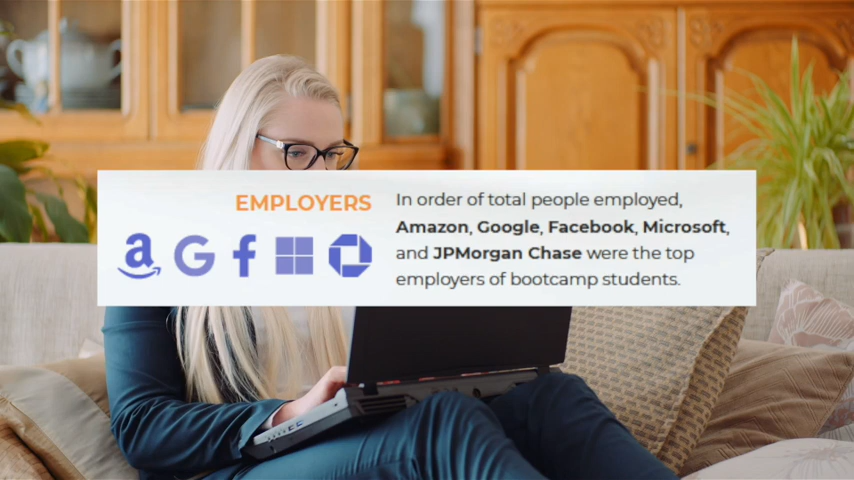 EMPLOYERS
In order of total people employed,
Amazon, Google, Facebook, Microsoft,
and JPMorgan Chase were the top
employers of bootcamp students.